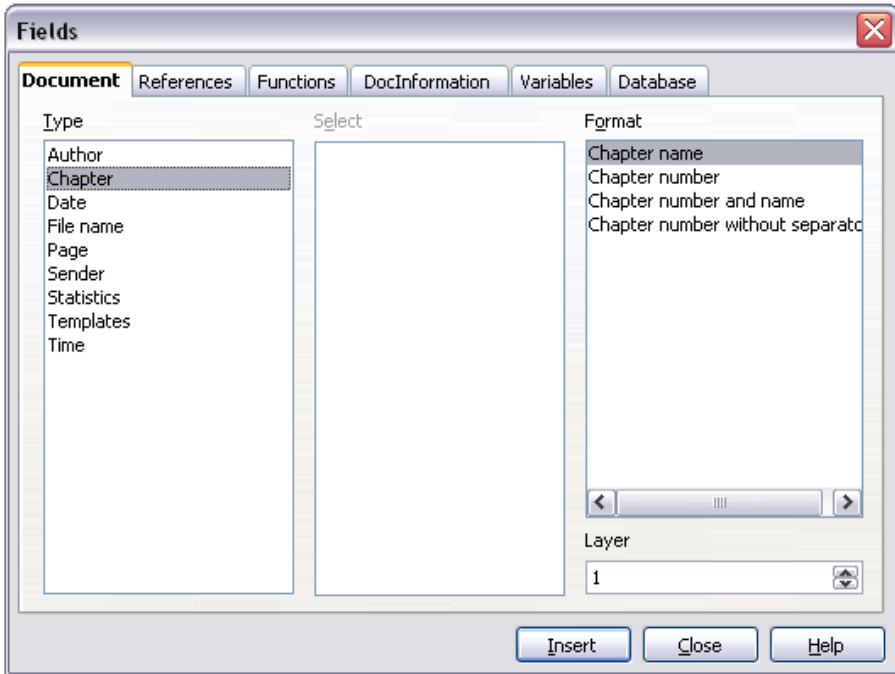 Fields
Document References Functions DocInformation Variables Database
Type Select Format
Author
Chapter
Date
File name
Page
Sender
Statistics
Templates
Time
Chapter name
Chapter number
Chapter number and name
Chapter number without separato
Layer
1
Insert Close Help